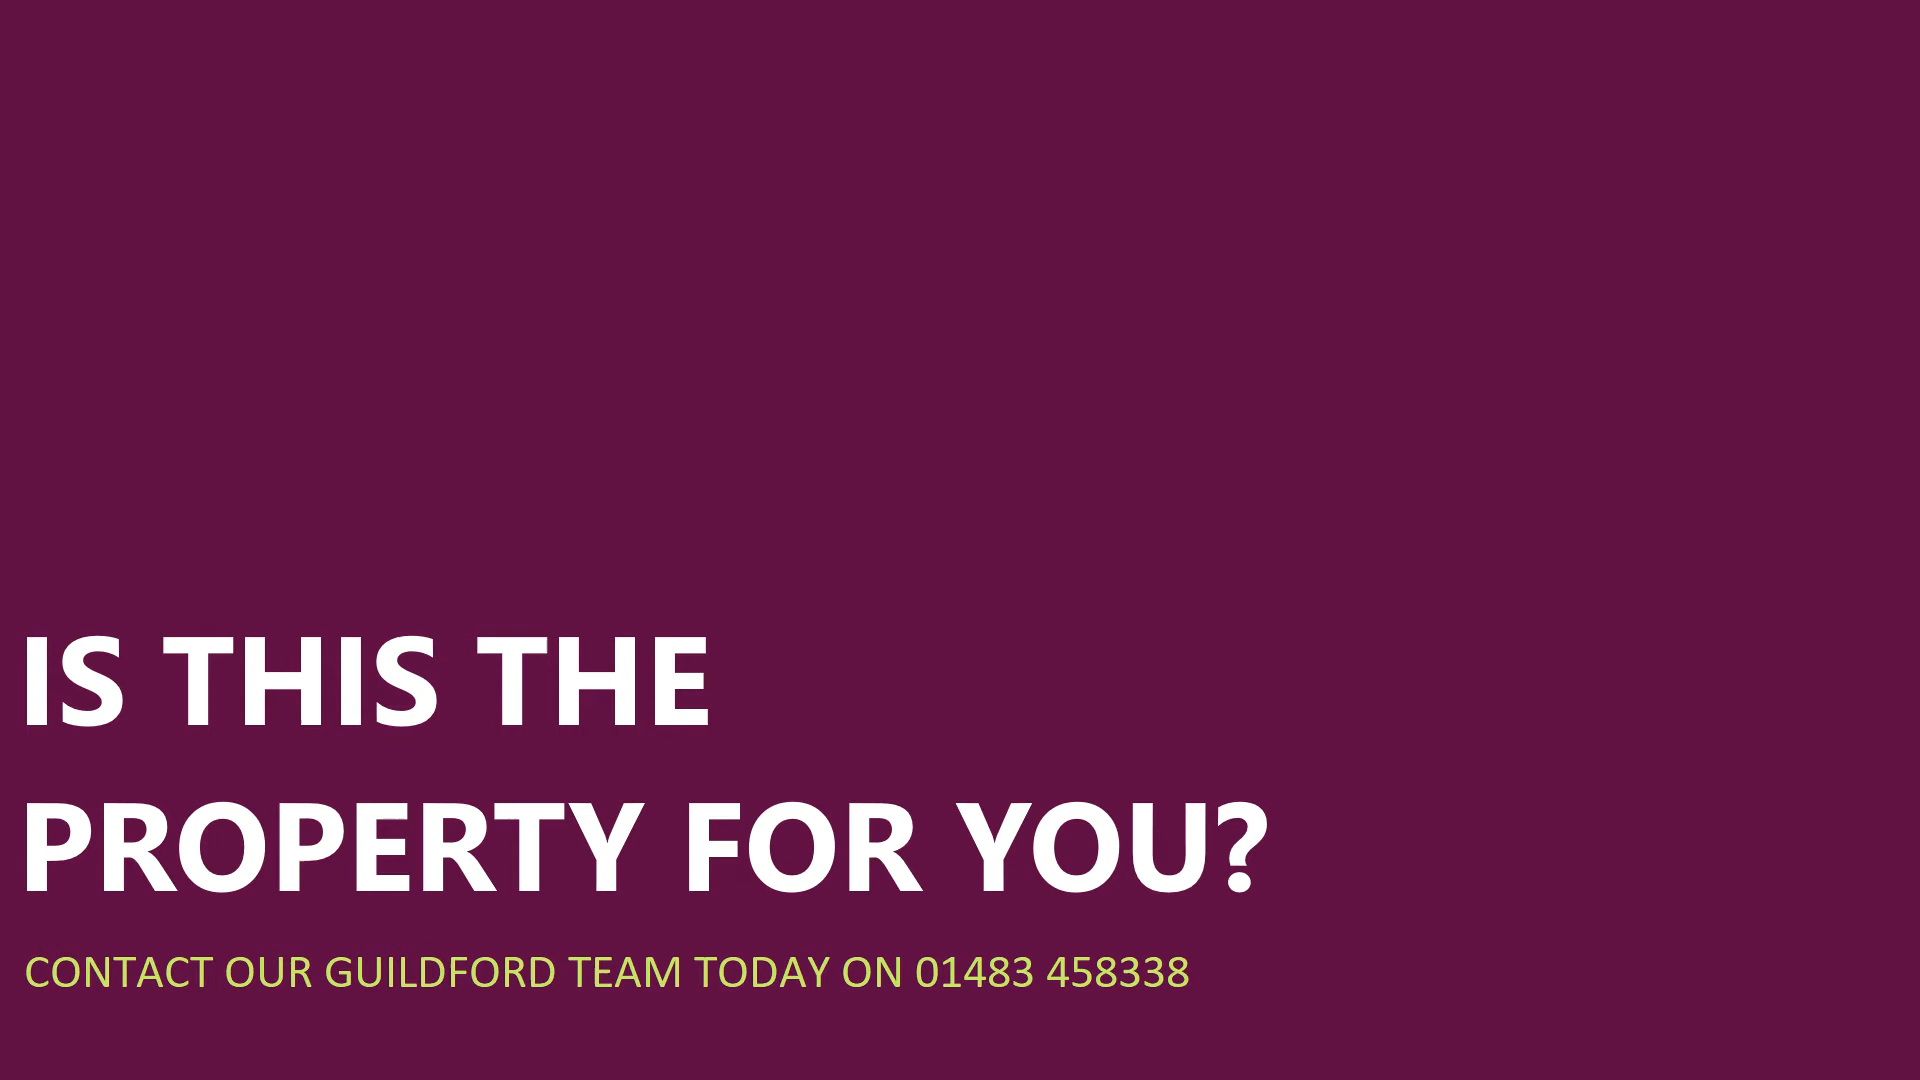 IS THIS THE
PROPERTY FOR YOU?
CONTACT OUR GUILDFORD TEAM TODAY ON 01483 458338